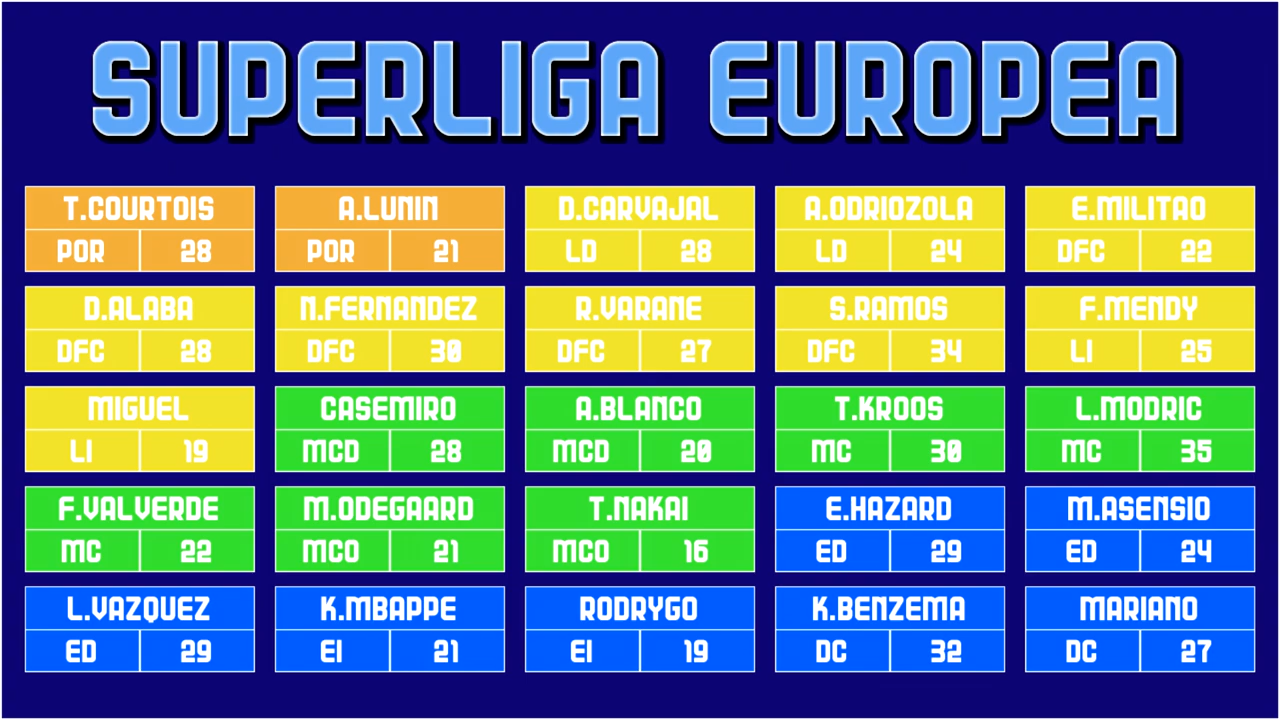 SUPERLIGA EUROPEA
T.COURTOIS A.LUNIN D.CARVAJAL A.ODRIOZOLA E.MILITAO
POR 28 POR 21 LD 28 LD 24 DFC 22
D.ALABA N.FERNANDEZ R.VARANE S.RAMOS F.MENDY
DFC 28 DFC 30 DFC 27 DFC 34 LI 25
MIGUEL CASEMIRO A.BLANCO T.KROOS L.MODRIC
LI 19 MCD 28 MCD 20 MC 30 MC 35
F.VALVERDE M.ODEGAARD T.NAKAI E.HAZARD M.ASENSIO
MC 22 MCO 21 MCO 16 ED 29 ED 24
L.VAZQUEZ K.MBAPPE RODRYGO K.BENZEMA MARIANO
ED 29 EI 21 EI 19 DC 32 DC 27